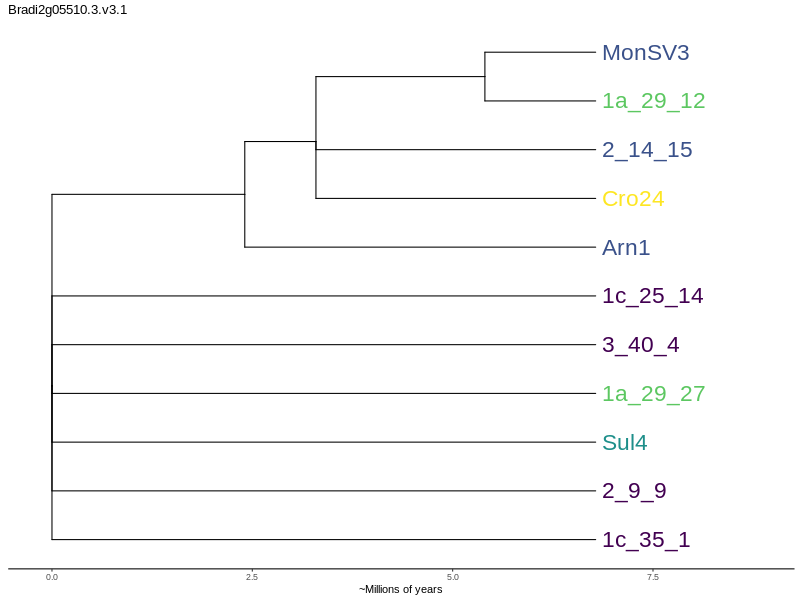 Bradi2g05510.3.v3.1
MonSV3
1a_29_12
2_14_15
Cro24
Arn1
1c_25_14
3_40_4
1a_29_27
Sul4
2_9_9
1c_35_1
0.0 2.5 5.0 7.5
~Millions of years